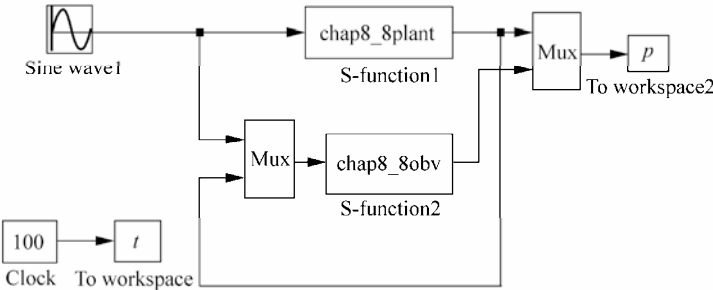 chap8_8plant
Mux
p
Sine wave1
S-function1
To workspace2
Mux
chap8_8obv
S-function2
100
t
Clock
To workspace